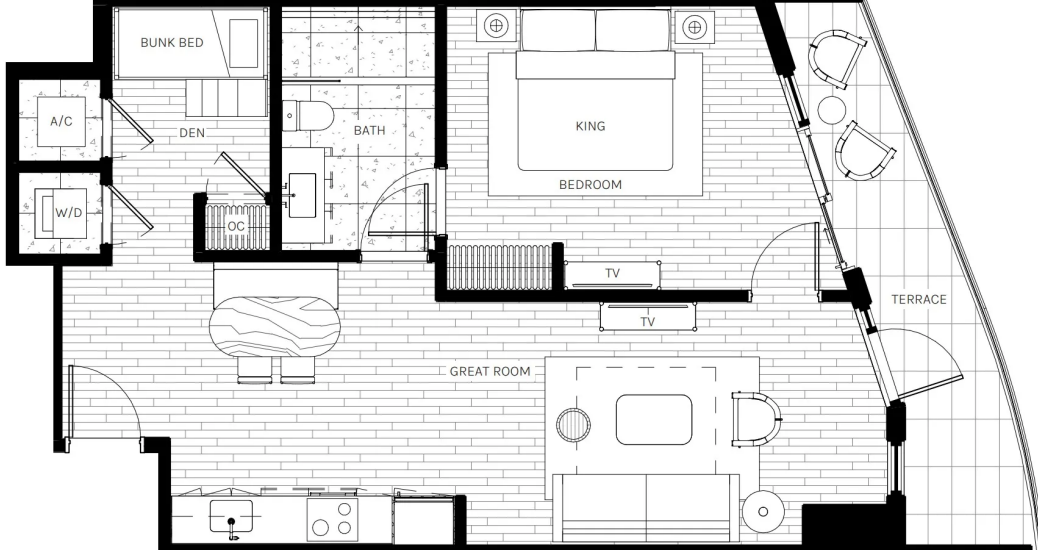 BUNK BED
A/C
DEN
BATH
KING
BEDROOM
W/D
OC
TV
TERRACE
TV
GREAT ROOM